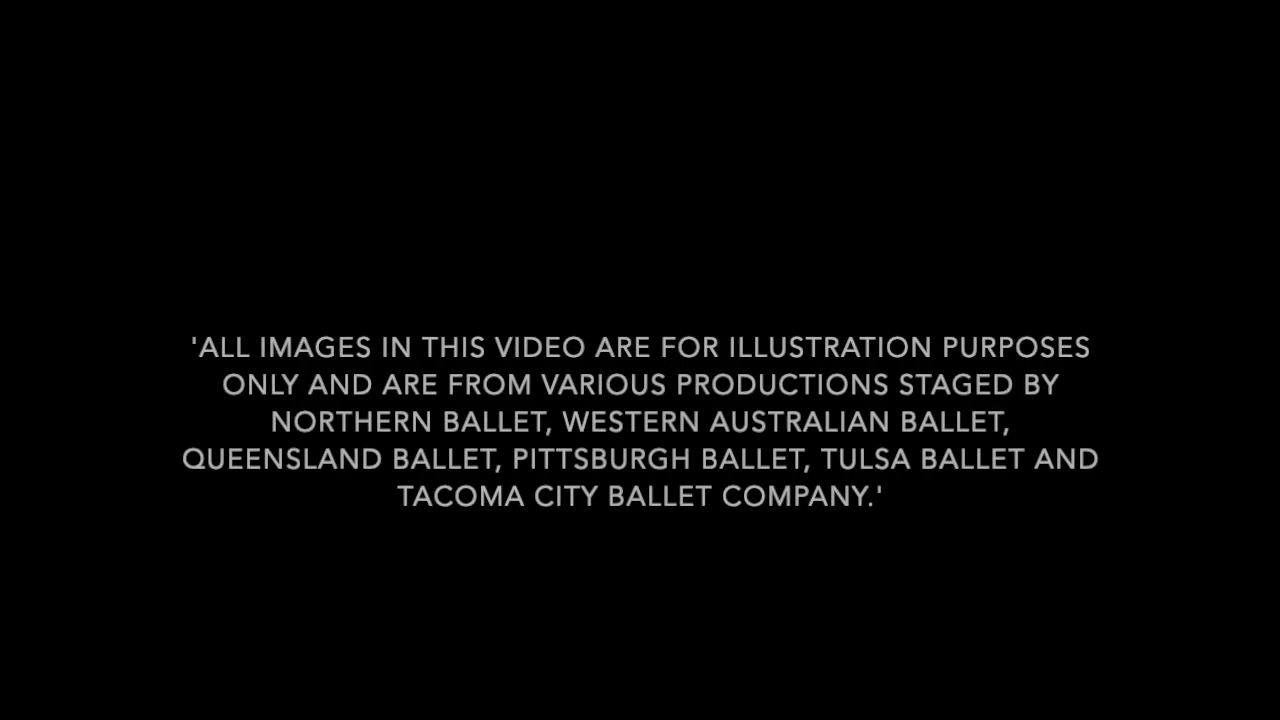 'ALL IMAGES IN THIS VIDEO ARE FOR ILLUSTRATION PURPOSES
ONLY AND ARE FROM VARIOUS PRODUCTIONS STAGED BY
NORTHERN BALLET, WESTERN AUSTRALIAN BALLET,
QUEENSLAND BALLET, PITTSBURGH BALLET, TULSA BALLET AND
TACOMA CITY BALLET COMPANY.'